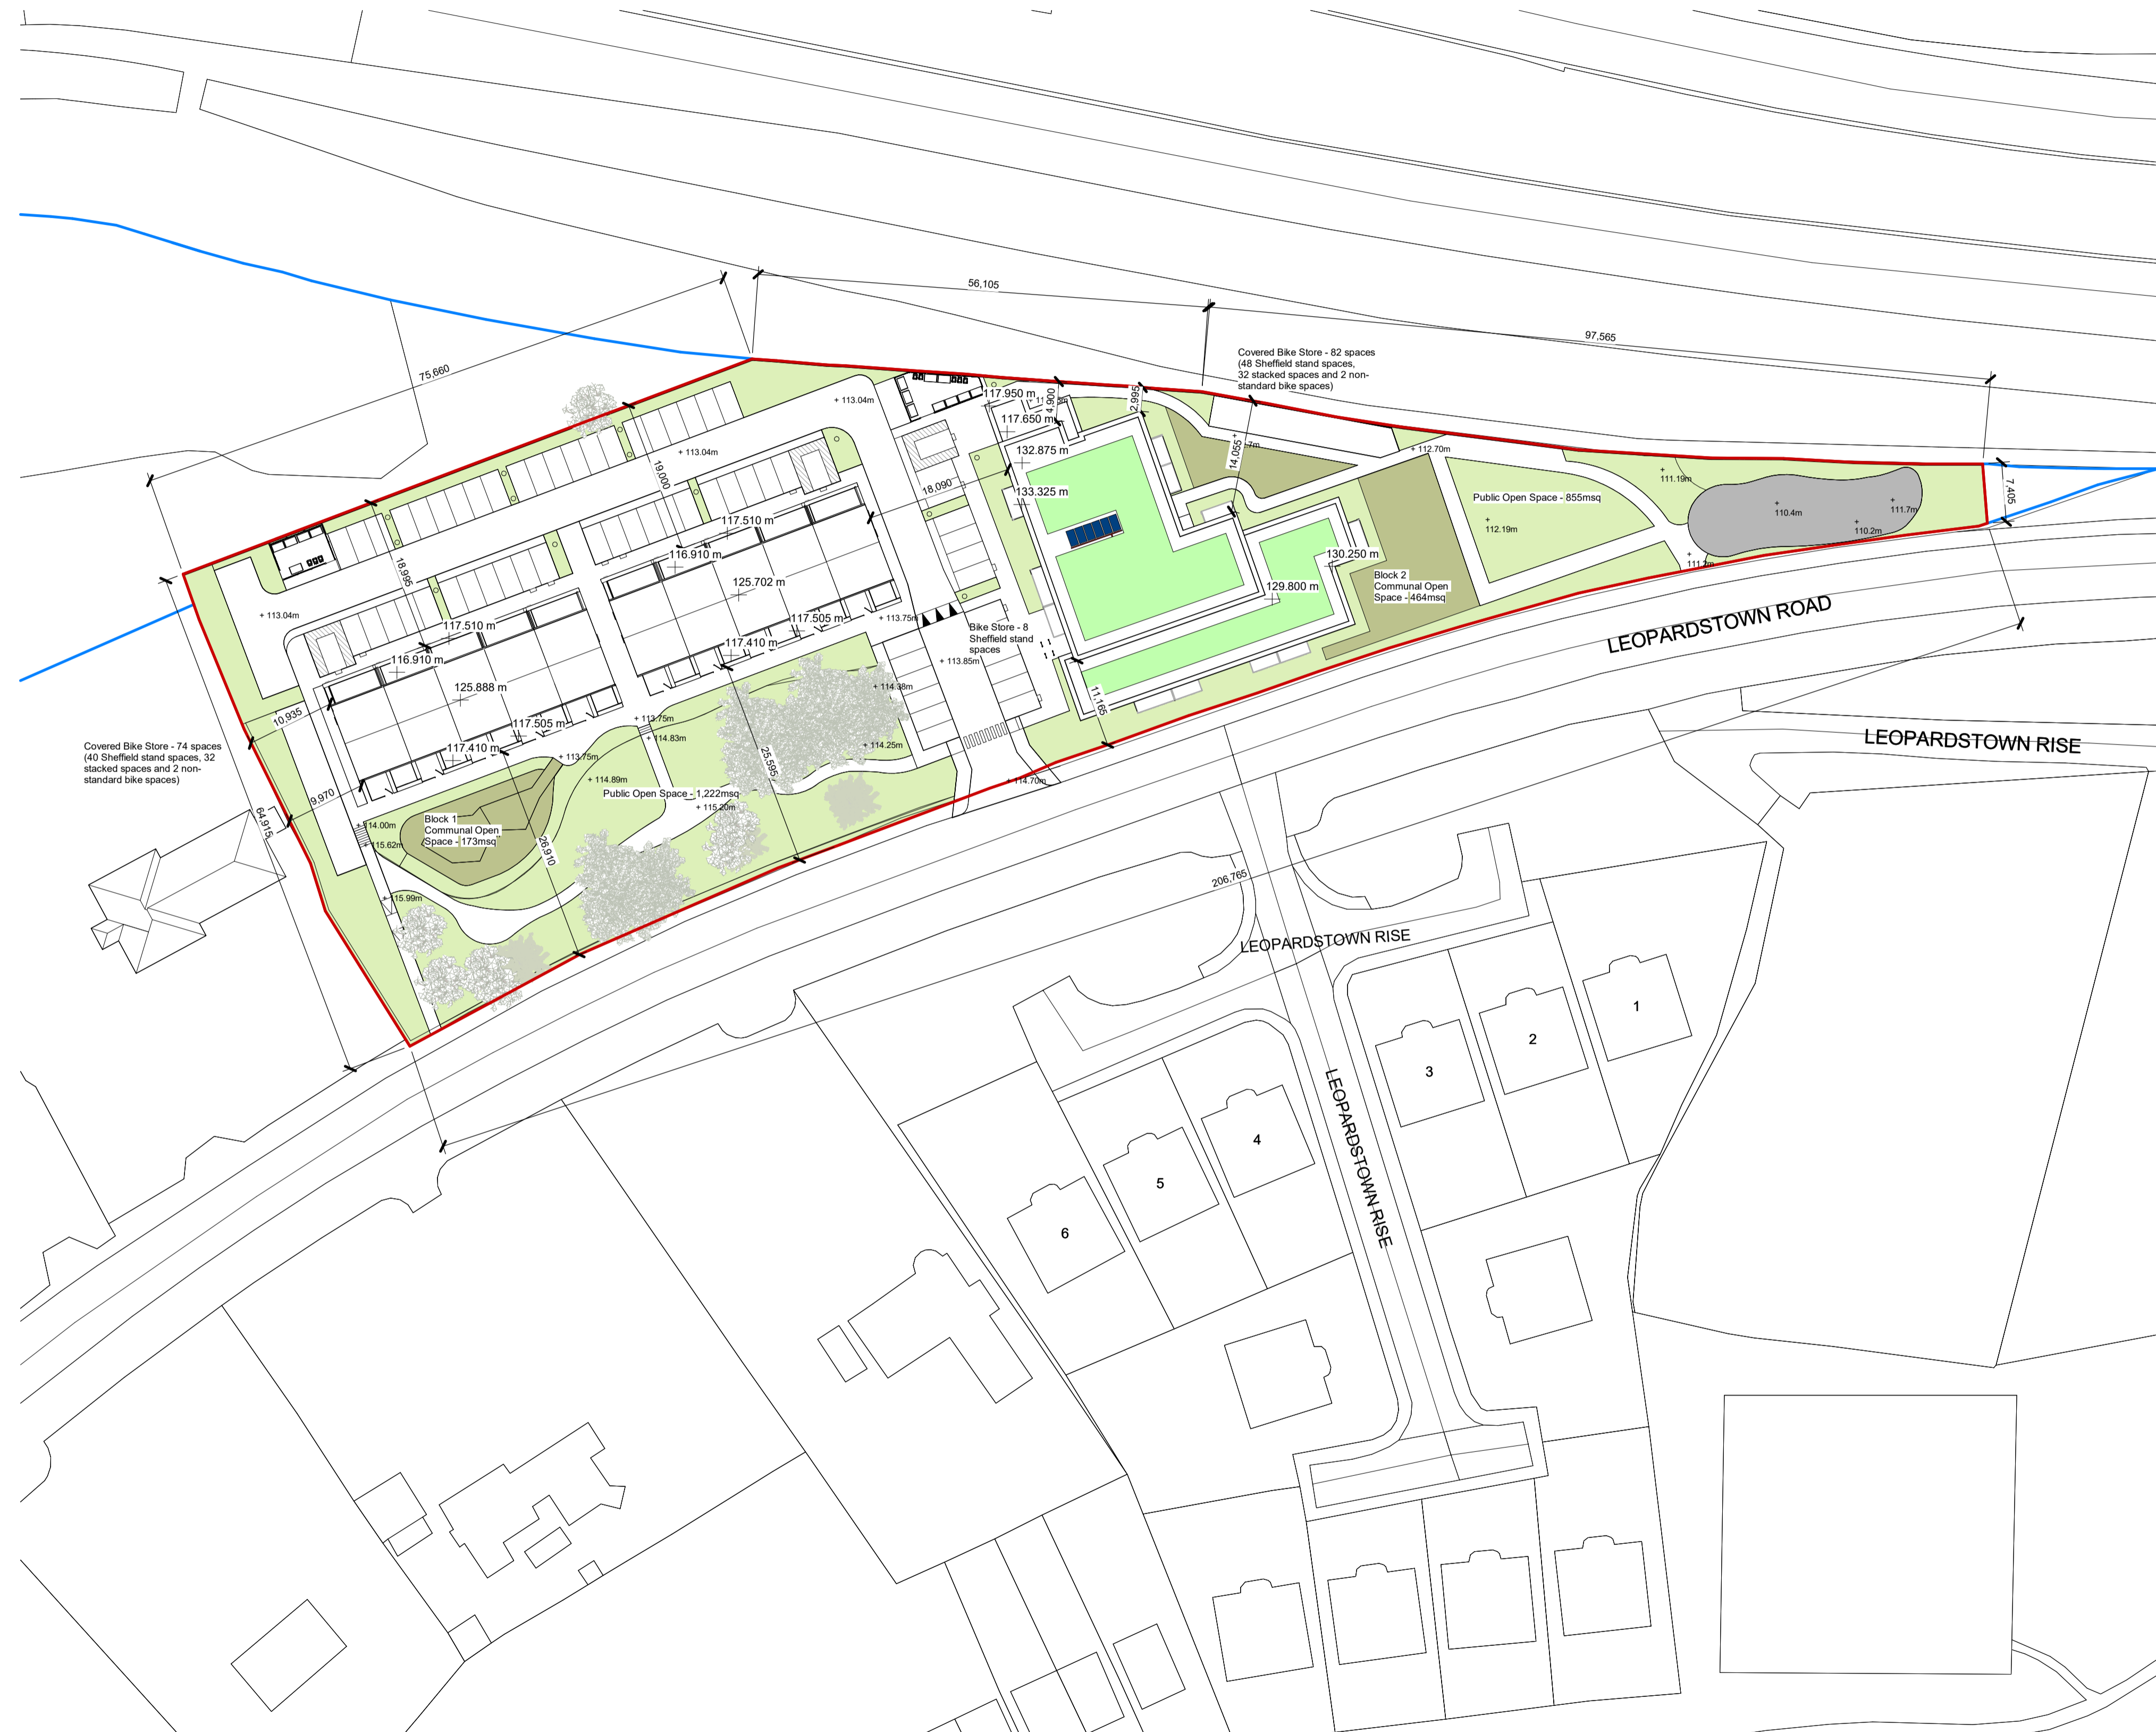 56,105
97,565
75,660
Covered Bike Store - 82 spaces
(48 Sheffield stand spaces,
32 stacked spaces and 2 non-
standard bike spaces)
+ 113.04m
117.950 m
4,900
2,995
117.650 m
132.875 m
133.325 m
14,055
+ 113.04m
19,000
18,090
+ 112.70m
Public Open Space - 855msq
112.19m
111.19m
110.4m
111.7m
110.2m
7,405
117.510 m
116.910 m
125.702 m
117.505 m
117.410 m
+ 113.75m
18,995
+ 113.04m
117.510 m
116.910 m
125.888 m
117.505 m
117.410 m
130.250 m
129.800 m
Block 2
Communal Open
Space - 464msq
Bike Store - 8
Sheffield stand
spaces
+ 113.85m
+ 114.38m
11,165
LEOPARDSTOWN ROAD
LEOPARDSTOWN RISE
10,935
Covered Bike Store - 74 spaces
(40 Sheffield stand spaces, 32
stacked spaces and 2 non-
standard bike spaces)
9,970
64,915
+ 113.75m
+ 114.83m
+ 113.75m
+ 114.25m
25,595
+ 114.89m
Public Open Space - 1,222msq
+ 115.20m
+ 114.70m
+ 114.00m
+ 115.62m
Block 1
Communal Open
Space - 173msq
26,910
+ 115.99m
206,765
LEOPARDSTOWN RISE
LEOPARDSTOWN RISE
1
2
3
4
5
6